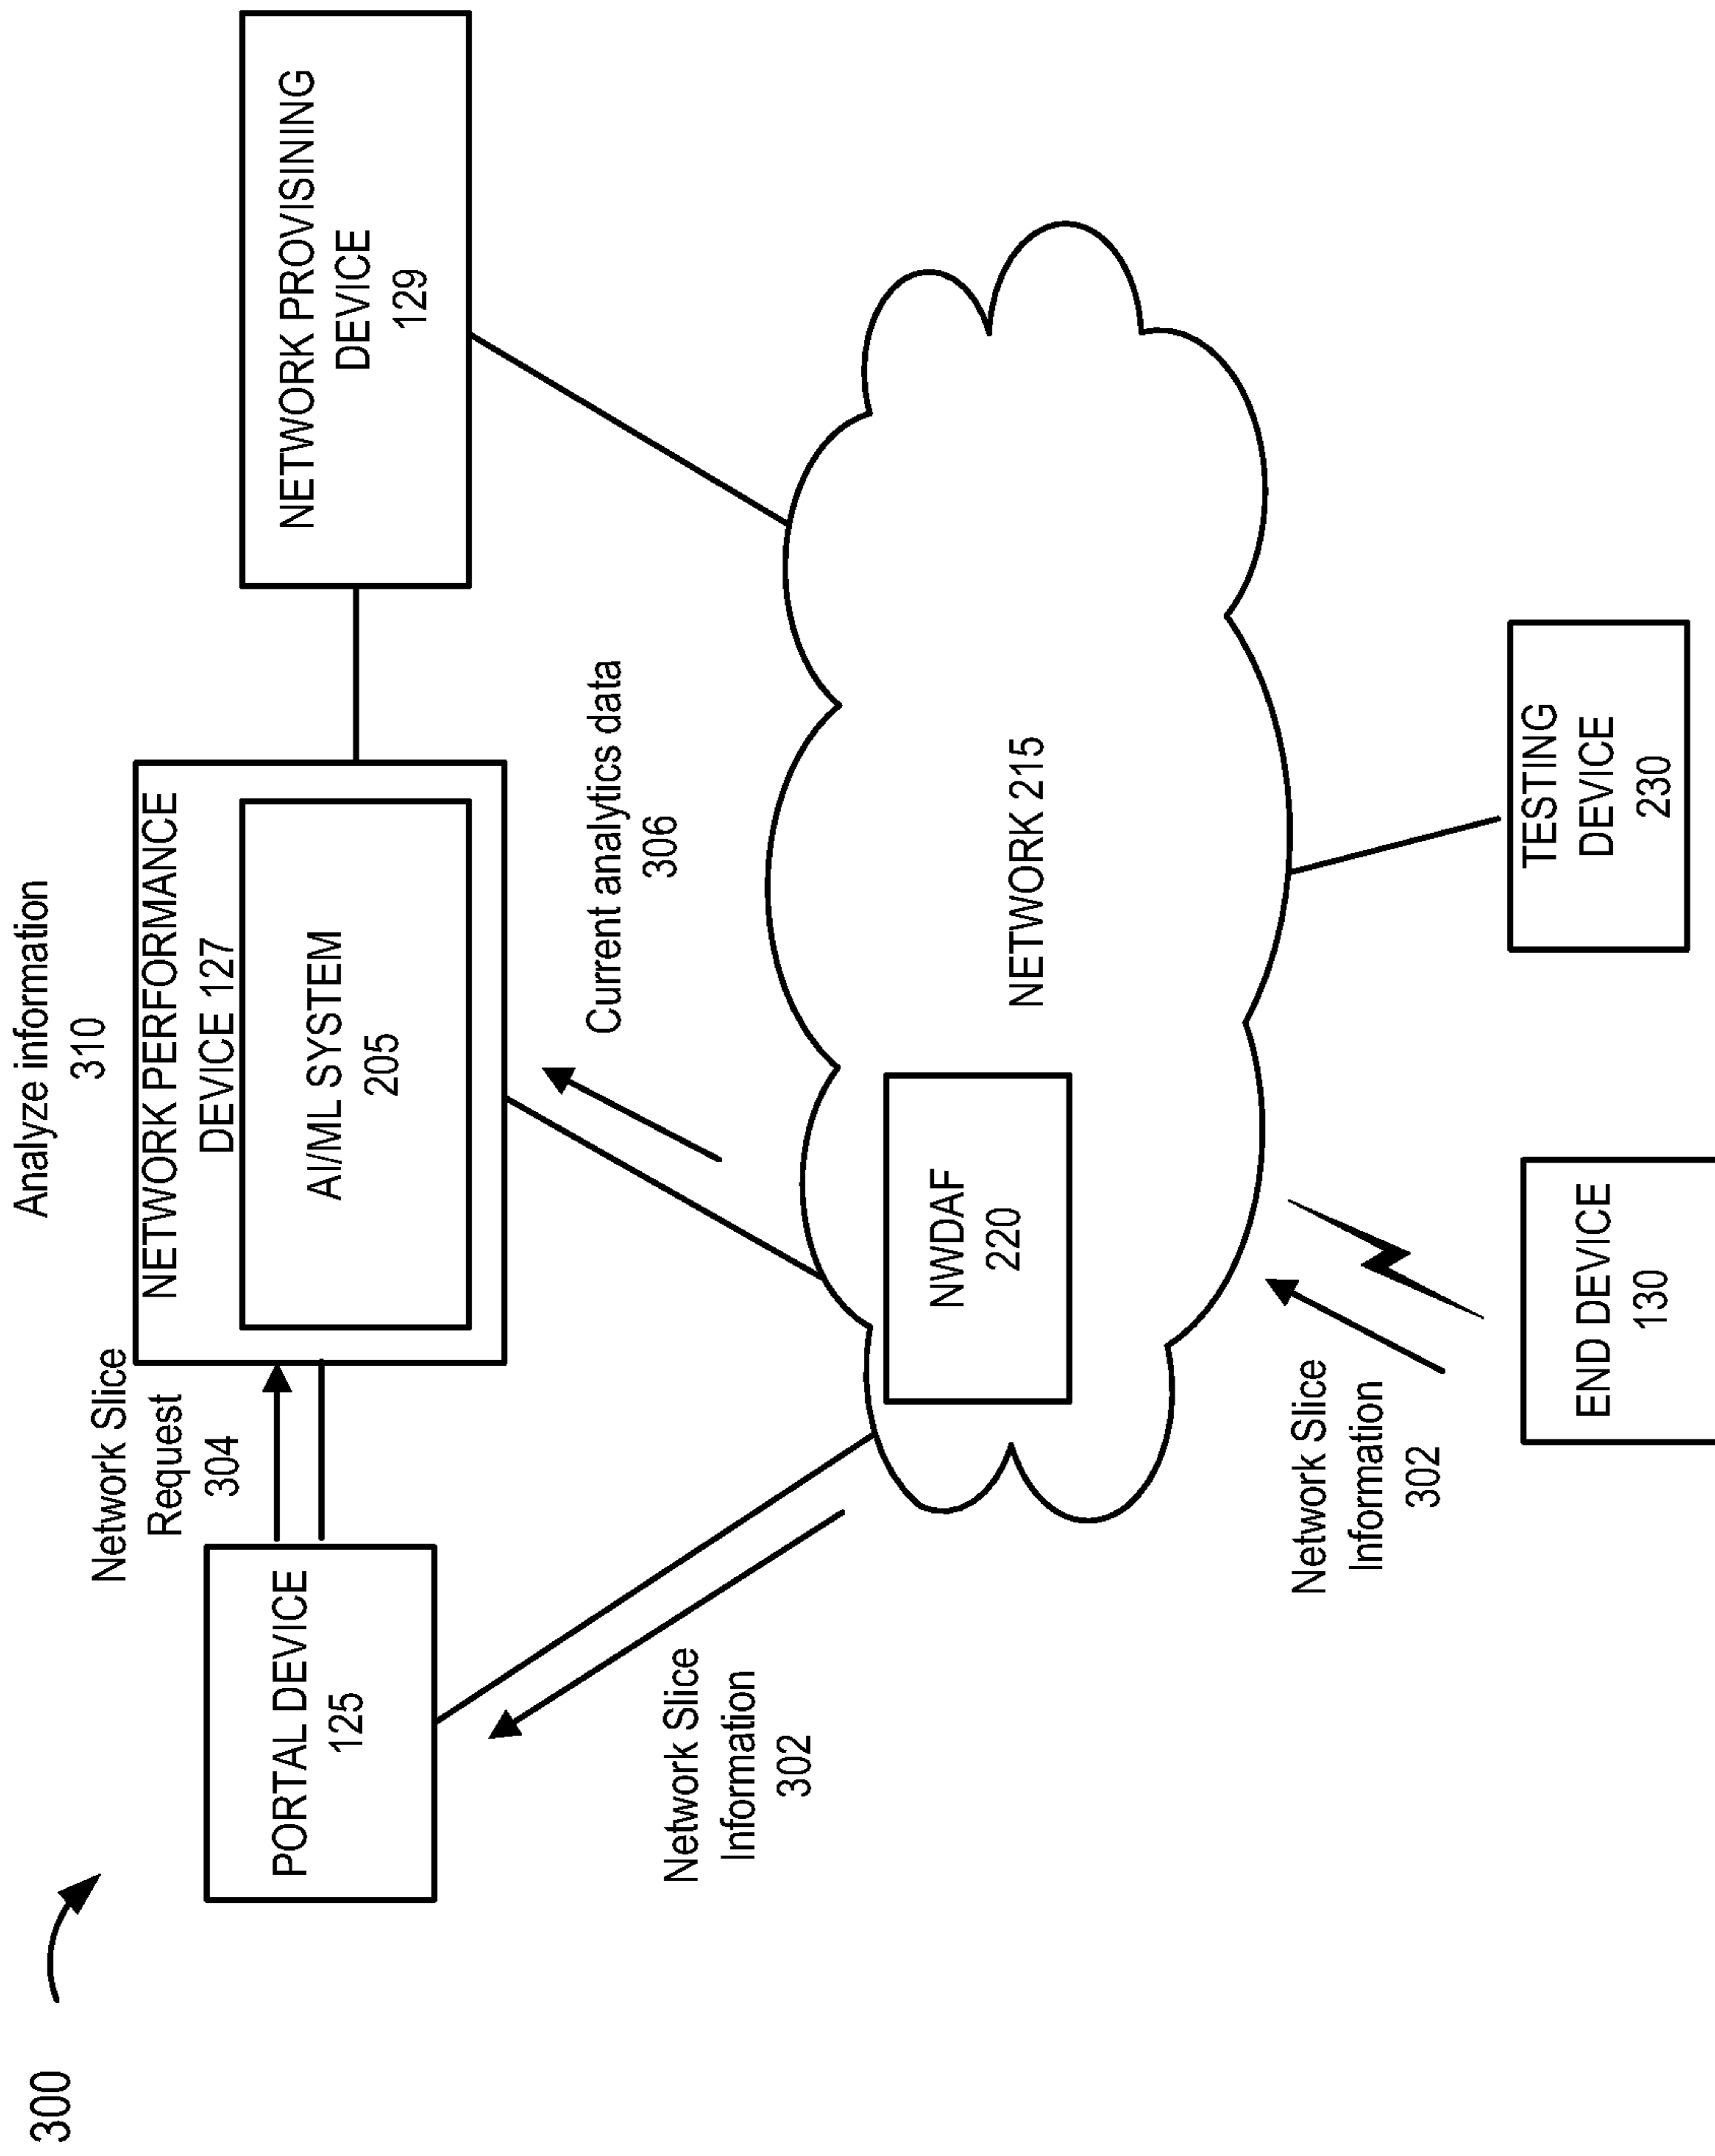 300
Analyze information
310
Network Slice
Request
304
PORTAL DEVICE
125
NETWORK PERFORMANCE
DEVICE 127
AI/ML SYSTEM
205
NETWORK PROVISINING
DEVICE
129
Current analytics data
306
Network Slice
Information
302
NWDAF
220
NETWORK 215
Network Slice
Information
302
END DEVICE
130
TESTING
DEVICE
230